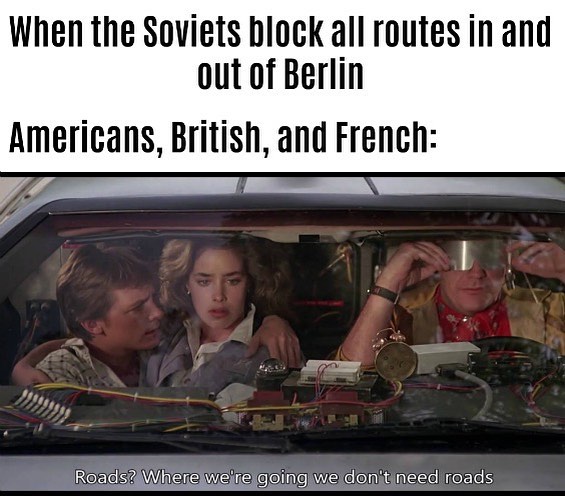 When the Soviets block all routes in and
out of Berlin
Americans, British, and French:
Roads? Where we're going we don't need roads